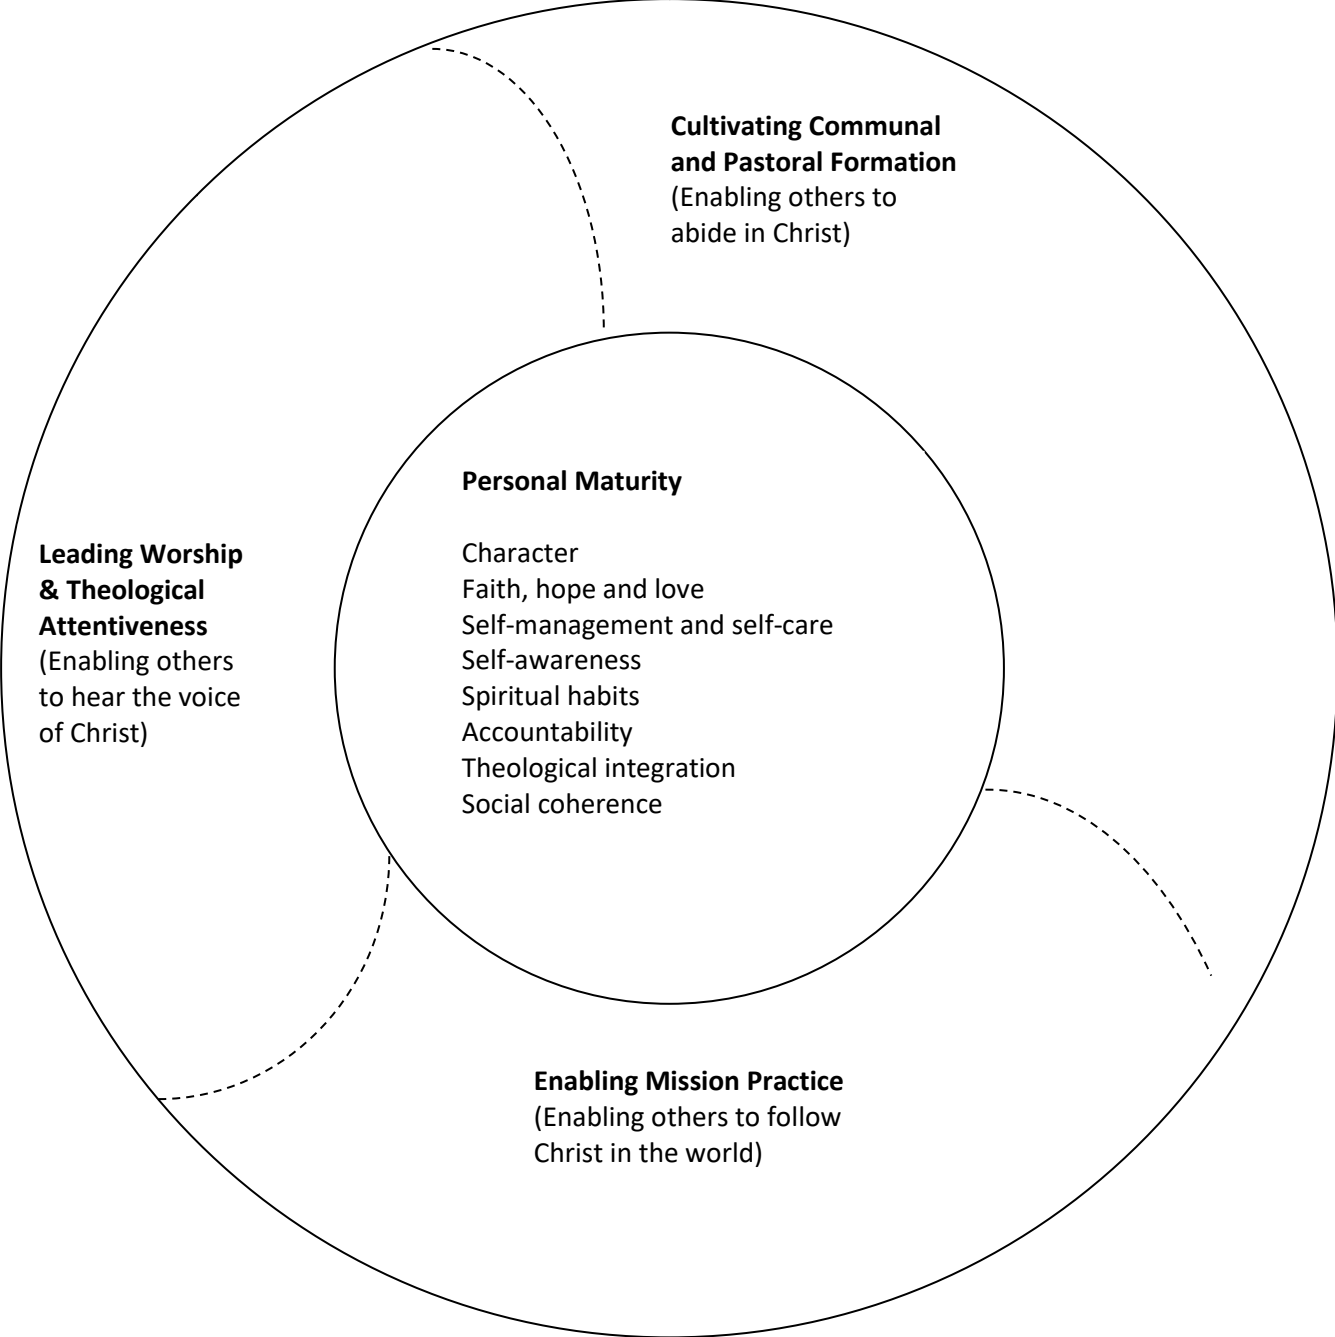 Cultivating Communal
and Pastoral Formation
(Enabling others to
abide in Christ)
Personal Maturity
Character
Faith, hope and love
Self-management and self-care
Self-awareness
Spiritual habits
Accountability
Theological integration
Social coherence
Leading Worship
& Theological
Attentiveness
(Enabling others
to hear the voice
of Christ)
Enabling Mission Practice
(Enabling others to follow
Christ in the world)